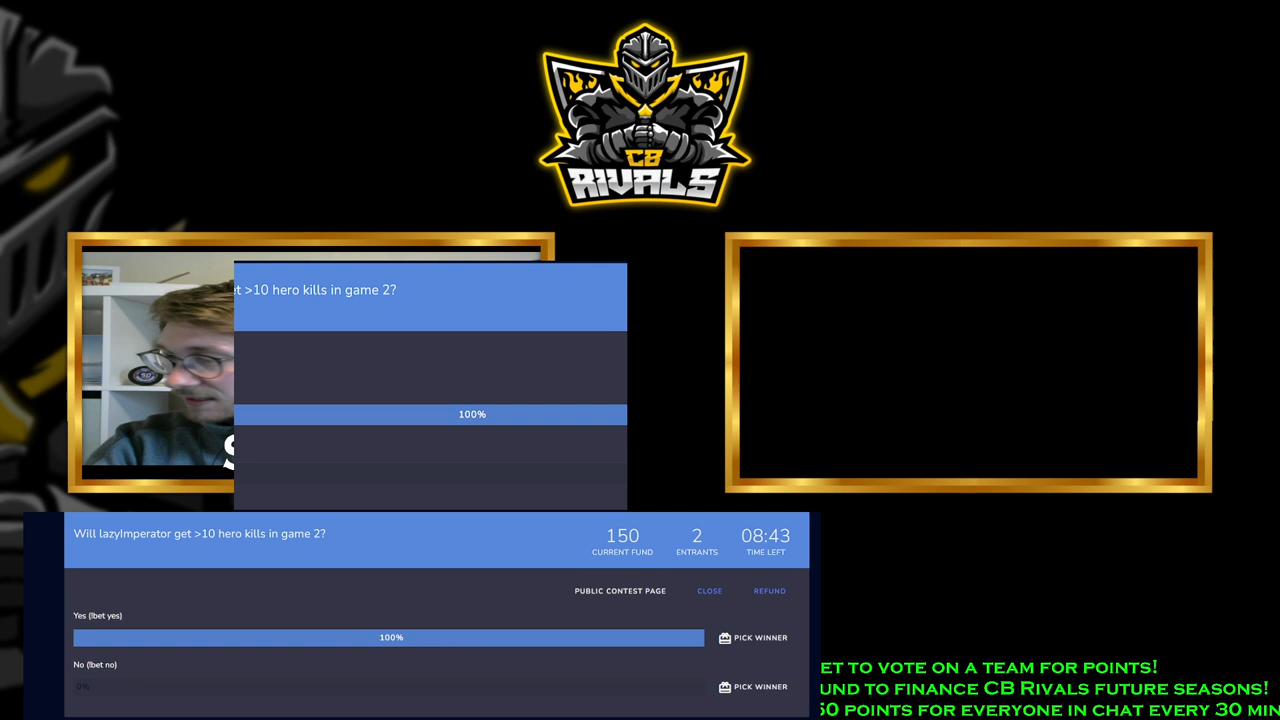 CB
RIVALS
et >10 hero kills in game 2?
100%
S
Will lazyImperator get >10 hero kills in game 2?
150
CURRENT FUND
2
ENTRANTS
08:43
TIME LEFT
PUBLIC CONTEST PAGE
CLOSE
REFUND
Yes (!bet yes)
100%
PICK WINNER
No (!bet no)
0%
PICK WINNER
ET TO VOTE ON A TEAM FOR POINTS!
UND TO FINANCE CB RIVALS FUTURE SEASONS!
50 POINTS FOR EVERYONE IN CHAT EVERY 30 MIN